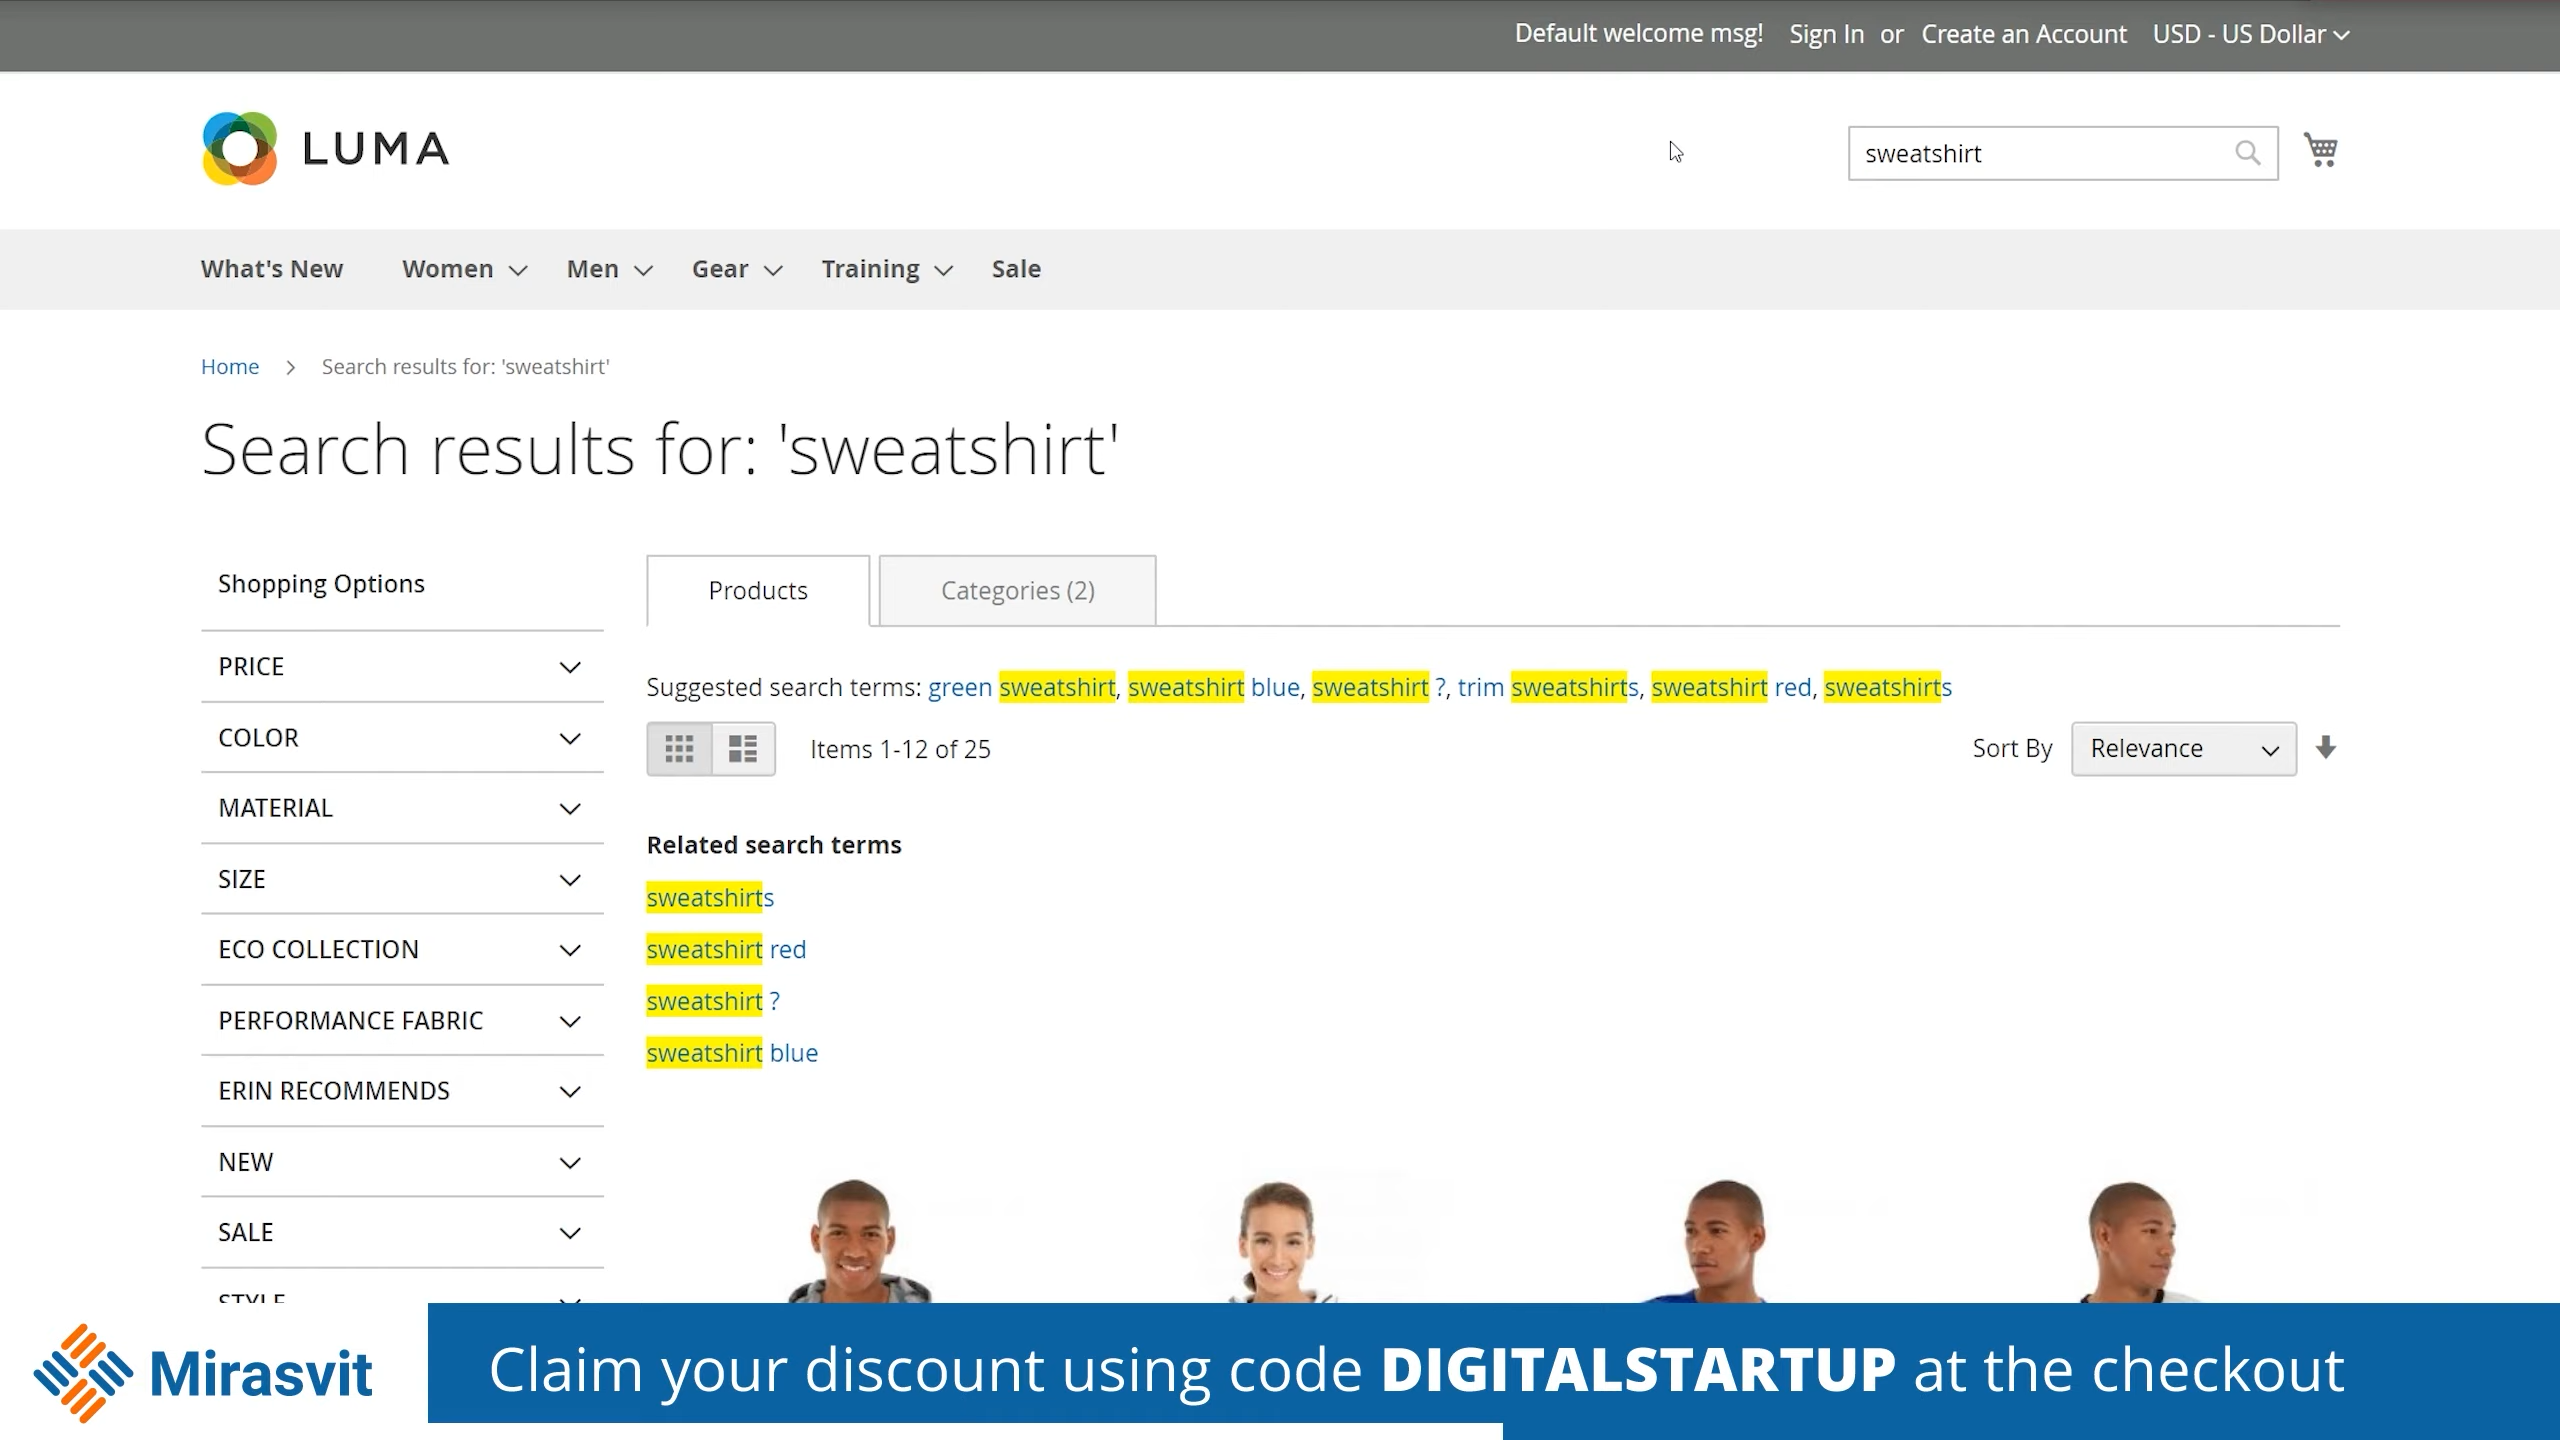 Default welcome msg! Sign In or Create an Account USD - US Dollar
LUMA
sweatshirt
What's New Women Men Gear Training Sale
Home > Search results for: 'sweatshirt'
Search results for: 'sweatshirt'
Shopping Options
PRICE
COLOR
MATERIAL
SIZE
ECO COLLECTION
PERFORMANCE FABRIC
ERIN RECOMMENDS
NEW
SALE
STYLE
Products Categories (2)
Suggested search terms: green sweatshirt, sweatshirt blue, sweatshirt ?, trim sweatshirts, sweatshirt red, sweatshirts
Items 1-12 of 25
Sort By Relevance
Related search terms
sweatshirts
sweatshirt red
sweatshirt ?
sweatshirt blue
Mirasvit
Claim your discount using code DIGITALSTARTUP at the checkout